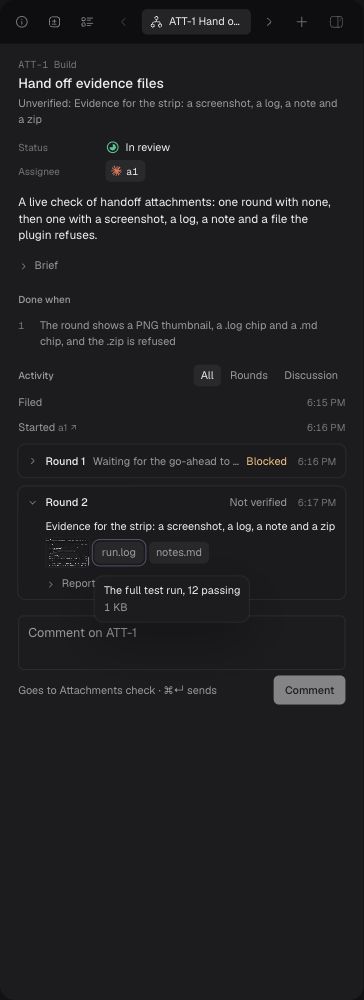 ATT-1 Hand o…
ATT-1 Build
Hand off evidence files
Unverified: Evidence for the strip: a screenshot, a log, a note and
a zip
Status In review
Assignee a1
A live check of handoff attachments: one round with none,
then one with a screenshot, a log, a note and a file the
plugin refuses.
Brief
Done when
1 The round shows a PNG thumbnail, a .log chip and a .md
chip, and the .zip is refused
Activity All Rounds Discussion
Filed 6:15 PM
Started a1 ↗ 6:16 PM
Round 1 Waiting for the go-ahead to … Blocked 6:16 PM
Round 2 Not verified 6:17 PM
Evidence for the strip: a screenshot, a log, a note and a zip
run.log notes.md
Report
The full test run, 12 passing
1 KB
Comment on ATT-1
Goes to Attachments check · ⌘↵ sends Comment